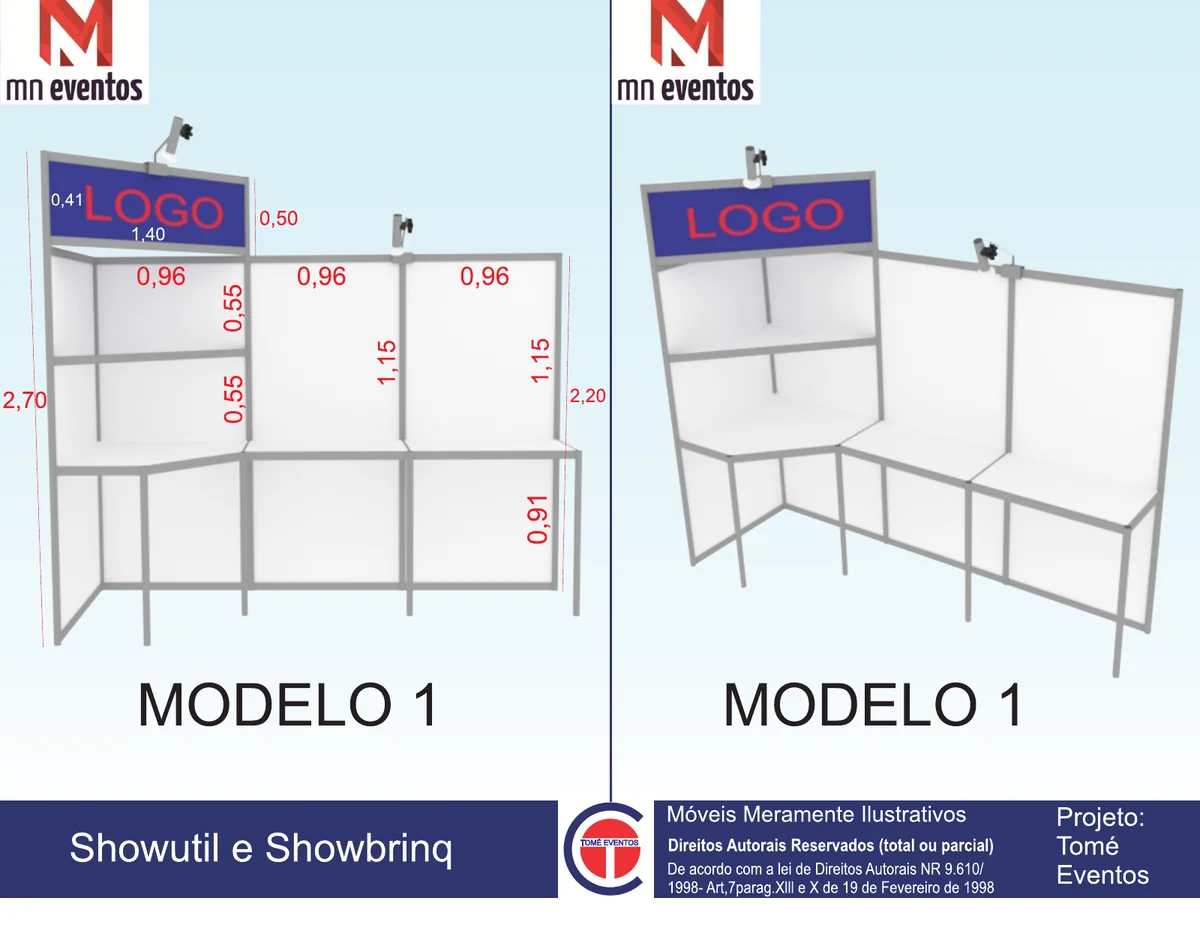 M
mn eventos
0,41
LOGO
1,40
0,50
0,96
0,96
0,96
0,55
0,55
1,15
1,15
2,70
2,20
0,91
MODELO 1
M
mn eventos
LOGO
MODELO 1
Showutil e Showbrinq
TOMÉ EVENTOS
Móveis Meramente Ilustrativos
Direitos Autorais Reservados (total ou parcial)
De acordo com a lei de Direitos Autorais NR 9.610/
1998- Art,7parag.XIII e X de 19 de Fevereiro de 1998
Projeto:
Tomé
Eventos